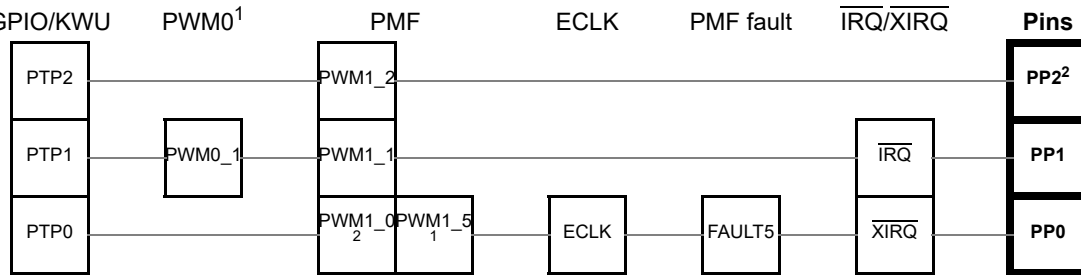 GPIO/KWU PWM0¹ PMF ECLK PMF fault IRQ/XIRQ Pins
PTP2 PWM1_2 PP2²
PTP1 PWM0_1 PWM1_1 IRQ PP1
PTP0 PWM1_0 PWM1_5 ECLK FAULT5 XIRQ PP0
2 1